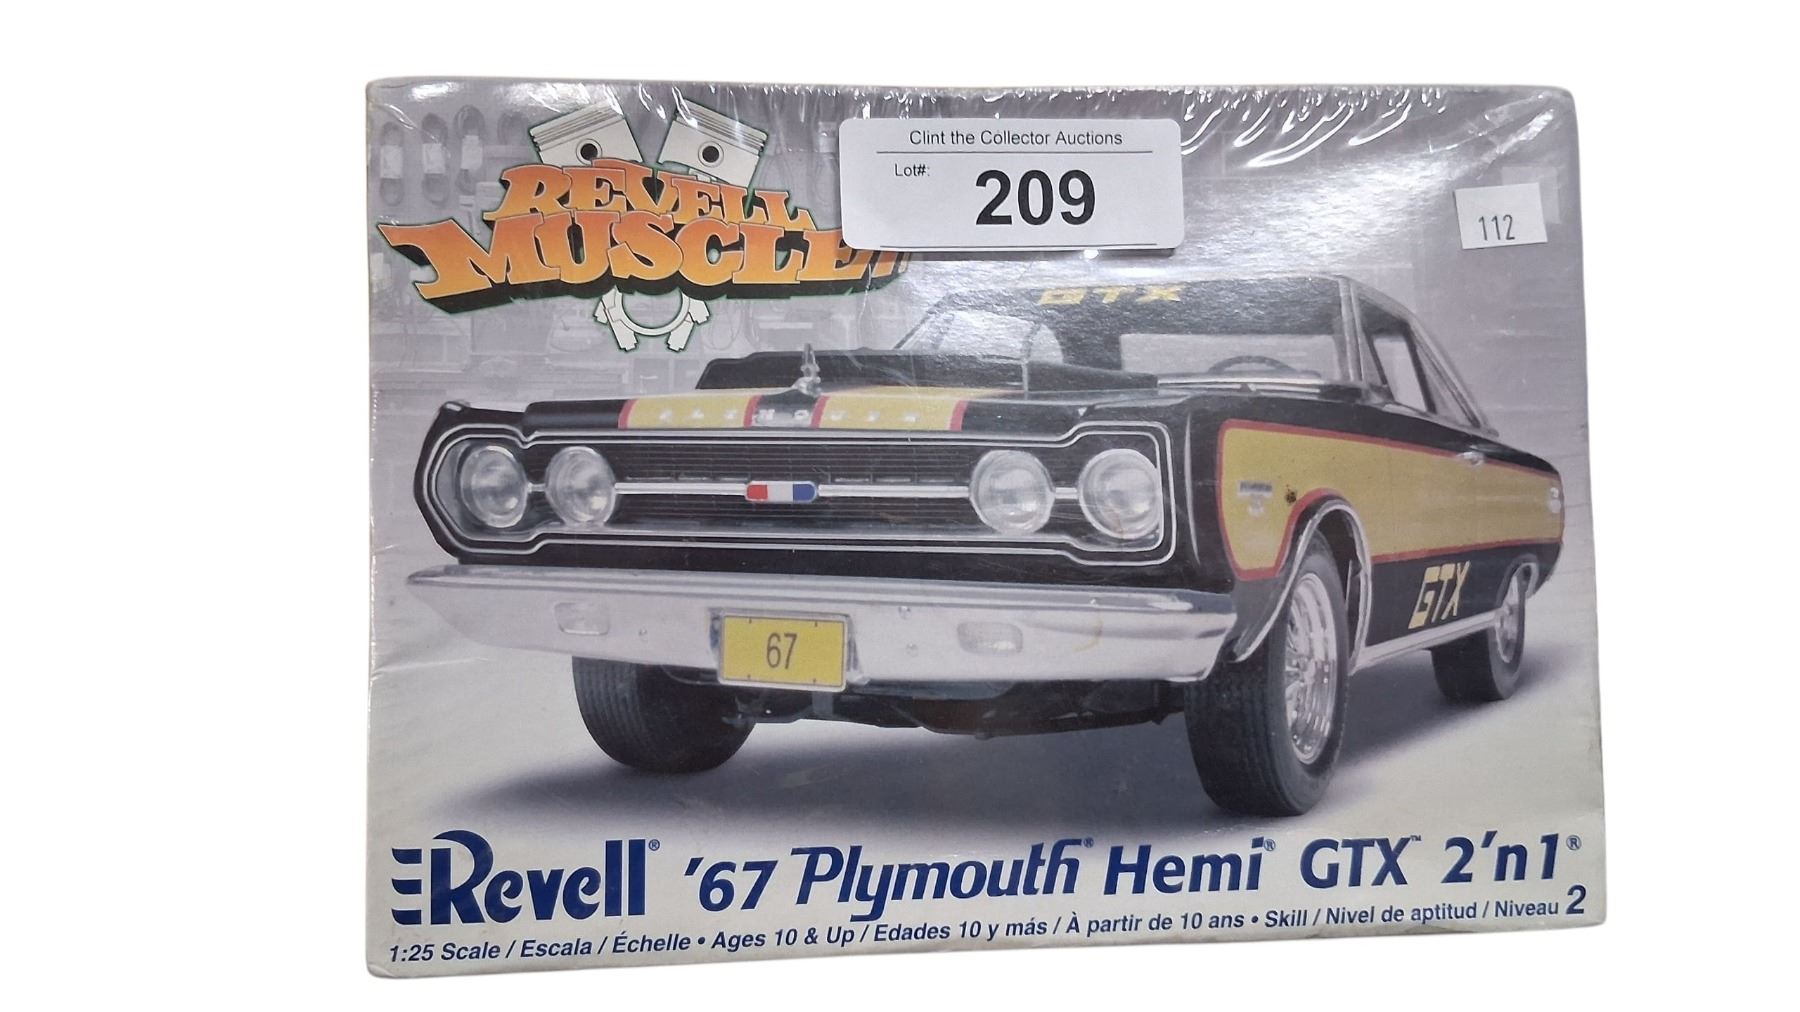 Clint the Collector Auctions
Lot#:
209
112
REVELL
MUSCLE
GTX
PLYMOUTH
67
GTX
Revell® '67 Plymouth® Hemi® GTX™ 2'n1®
1:25 Scale / Escala / Échelle • Ages 10 & Up / Edades 10 y más / À partir de 10 ans • Skill / Nivel de aptitud / Niveau 2